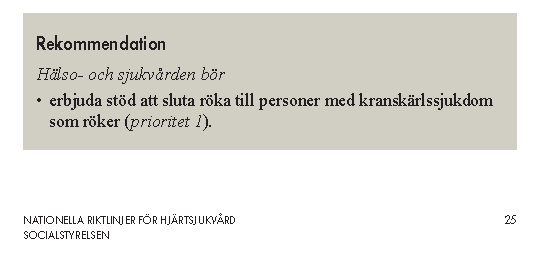 Rekommendation
Hälso- och sjukvården bör
• erbjuda stöd att sluta röka till personer med kranskärlssjukdom
som röker (prioritet 1).
NATIONELLA RIKTLINJER FÖR HJÄRTSJUKVÅRD 25
SOCIALSTYRELSEN